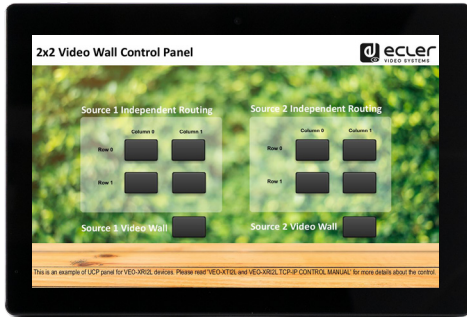 2x2 Video Wall Control Panel
ecler
VIDEO SYSTEMS
Source 1 Independent Routing
Column 0 Column 1
Row 0
Row 1
Source 1 Video Wall
Source 2 Independent Routing
Column 0 Column 1
Row 0
Row 1
Source 2 Video Wall
This is an example of UCP panel for VEO-XRI2L devices. Please read 'VEO-XTI2L and VEO-XRI2L TCP-IP CONTROL MANUAL' for more details about the control.